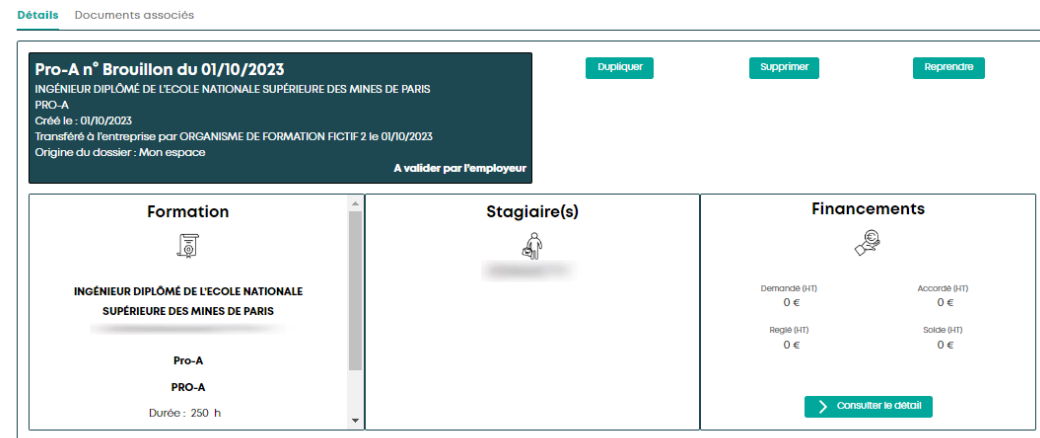 Détails Documents associés
Pro-A n° Brouillon du 01/10/2023
INGÉNIEUR DIPLÔMÉ DE L'ECOLE NATIONALE SUPÉRIEURE DES MINES DE PARIS
PRO-A
Créé le : 01/10/2023
Transféré à l'entreprise par ORGANISME DE FORMATION FICTIF 2 le 01/10/2023
Origine du dossier : Mon espace
A valider par l'employeur
Dupliquer
Supprimer
Reprendre
Formation
INGÉNIEUR DIPLÔMÉ DE L'ECOLE NATIONALE
SUPÉRIEURE DES MINES DE PARIS
Pro-A
PRO-A
Durée : 250 h
Stagiaire(s)
Financements
Demandé (HT) Accordé (HT)
0 € 0 €
Reglé (HT) Solde (HT)
0 € 0 €
Consulter le détail